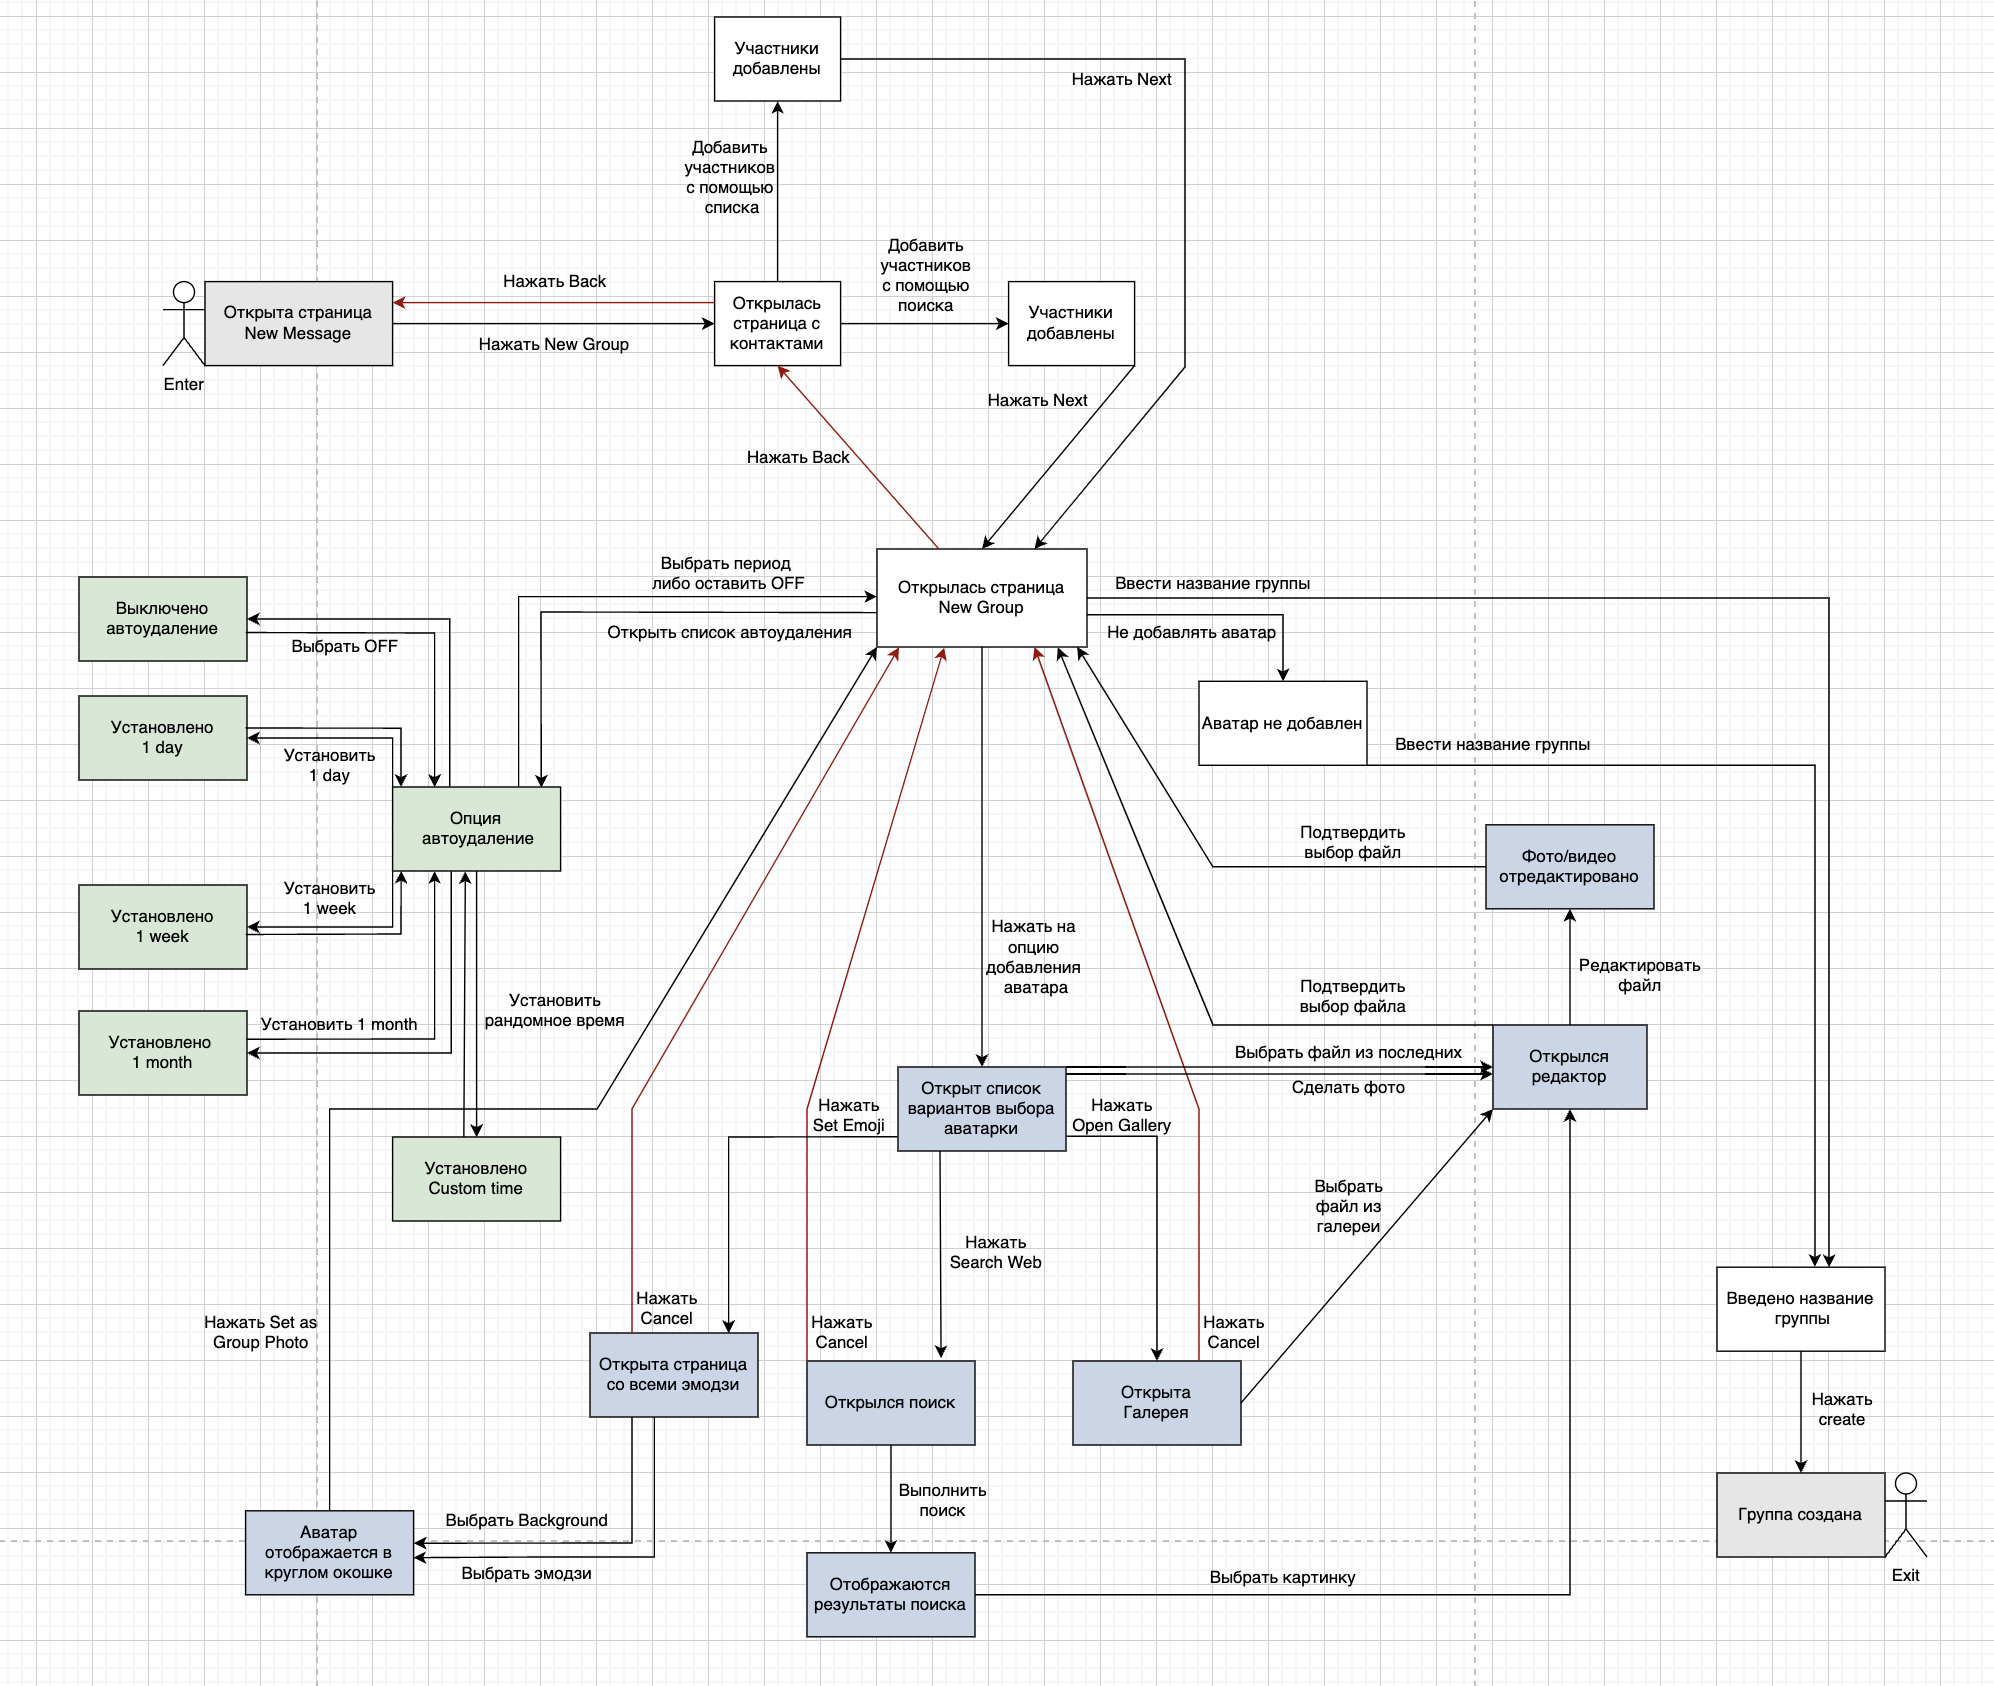 Участники
добавлены
Нажать Next
Добавить
участников
с помощью
списка
Добавить
участников
с помощью
поиска
Нажать Back
Открыта страница
New Message
Enter
Нажать New Group
Открылась
страница с
контактами
Участники
добавлены
Нажать Next
Нажать Back
Выбрать период
либо оставить OFF
Открылась страница
New Group
Ввести название группы
Выключено
автоудаление
Выбрать OFF
Открыть список автоудаления
Не добавлять аватар
Установлено
1 day
Установить
1 day
Аватар не добавлен
Ввести название группы
Опция
автоудаление
Подтвердить
выбор файл
Фото/видео
отредактировано
Установлено
1 week
Установить
1 week
Нажать на
опцию
добавления
аватара
Редактировать
файл
Установлено
1 month
Установить 1 month
Установить
рандомное время
Подтвердить
выбор файла
Открылся
редактор
Выбрать файл из последних
Сделать фото
Открыт список
вариантов выбора
аватарки
Нажать
Set Emoji
Нажать
Open Gallery
Установлено
Custom time
Выбрать
файл из
галереи
Нажать
Search Web
Нажать Set as
Group Photo
Нажать
Cancel
Нажать
Cancel
Нажать
Cancel
Введено название
группы
Открыта страница
со всеми эмодзи
Открылся поиск
Открыта
Галерея
Нажать
create
Выполнить
поиск
Выбрать Background
Выбрать эмодзи
Аватар
отображается в
круглом окошке
Группа создана
Exit
Отображаются
результаты поиска
Выбрать картинку